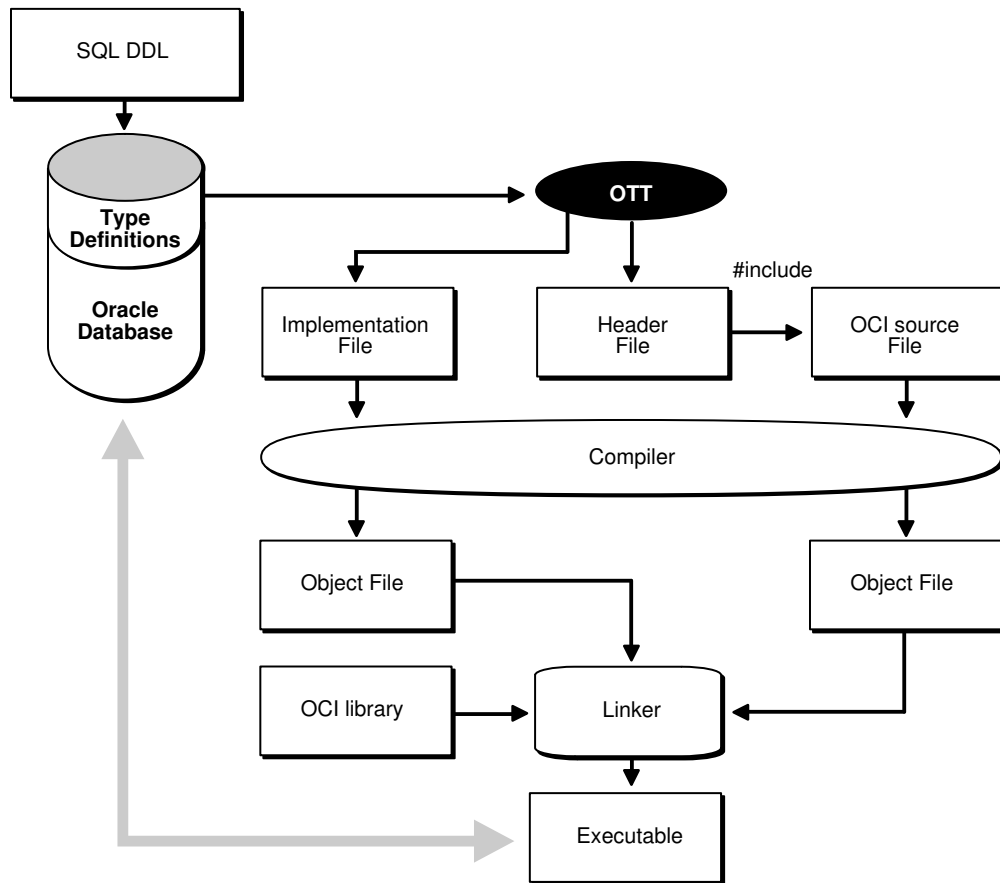 SQL DDL
OTT
Type
Definitions
Oracle
Database
#include
Implementation
File
Header
File
OCI source
File
Compiler
Object File
Object File
OCI library
Linker
Executable